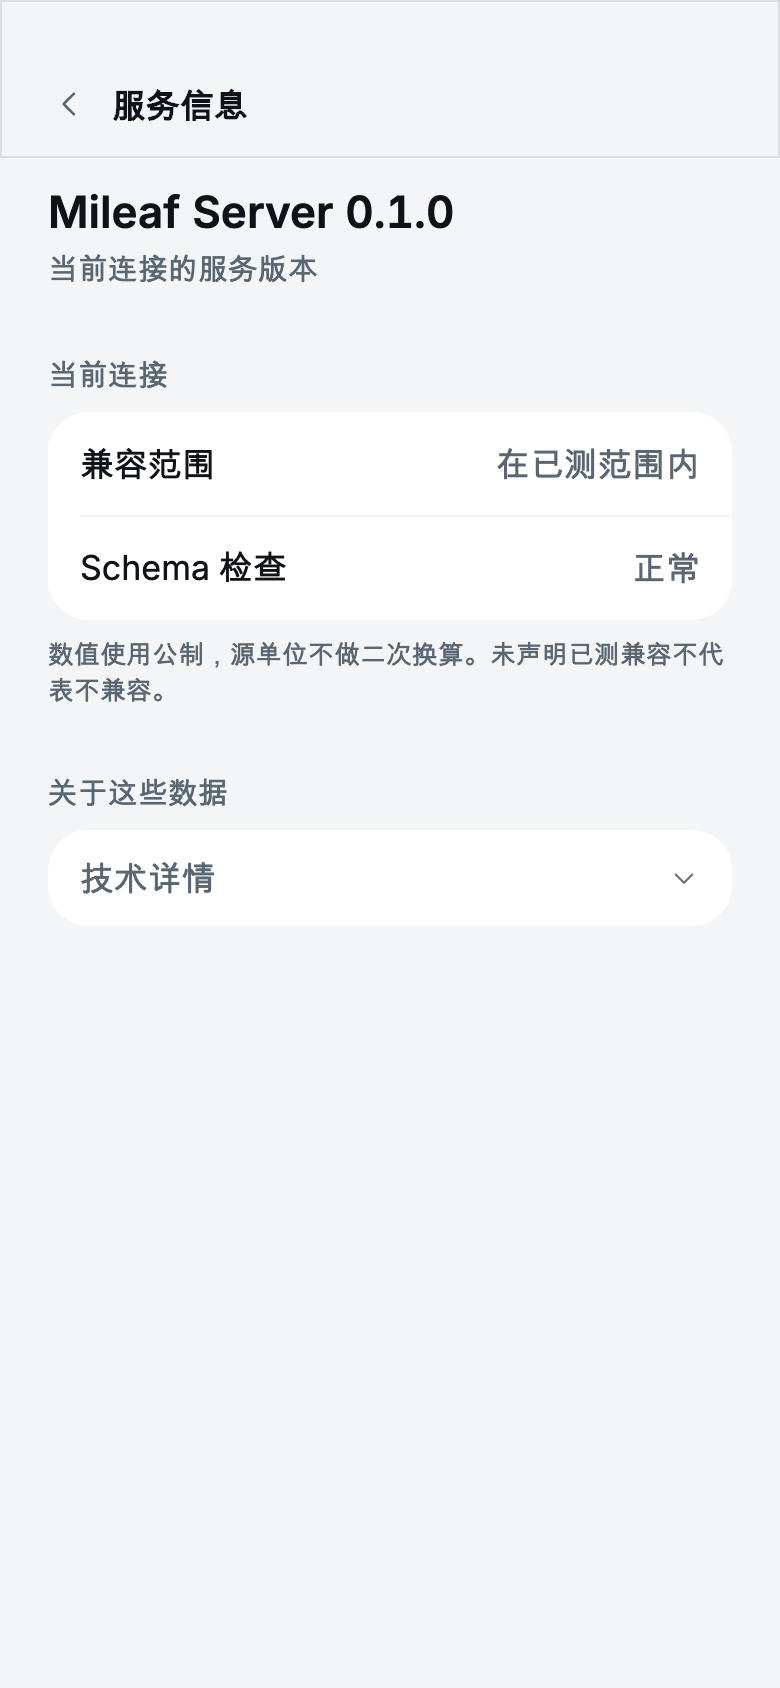 服务信息
Mileaf Server 0.1.0
当前连接的服务版本
当前连接
兼容范围 在已测范围内
Schema 检查 正常
数值使用公制，源单位不做二次换算。未声明已测兼容不代
表不兼容。
关于这些数据
技术详情